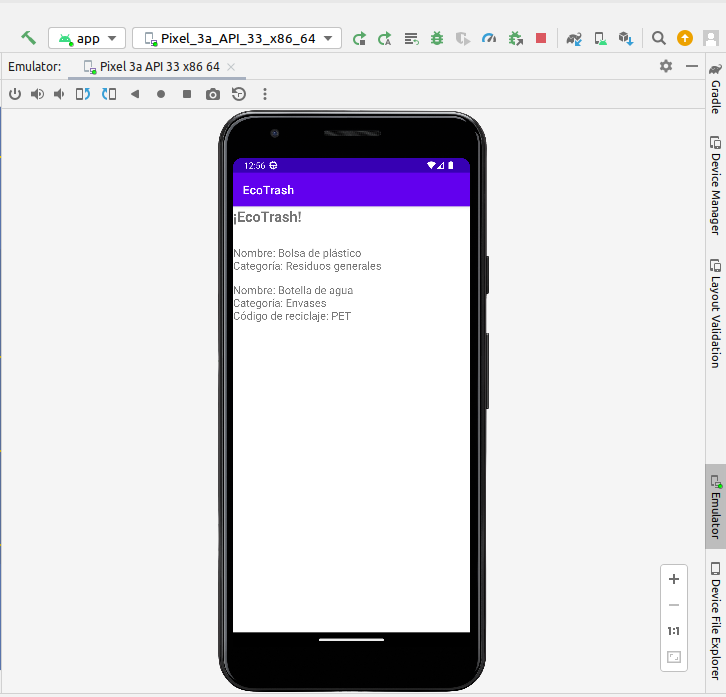 app
Pixel_3a_API_33_x86_64
Emulator:
Pixel 3a API 33 x86 64
12:56
EcoTrash
¡EcoTrash!
Nombre: Bolsa de plástico
Categoría: Residuos generales
Nombre: Botella de agua
Categoria: Envases
Código de reciclaje: PET
1:1
Gradle
Device Manager
Layout Validation
Emulator
Device File Explorer